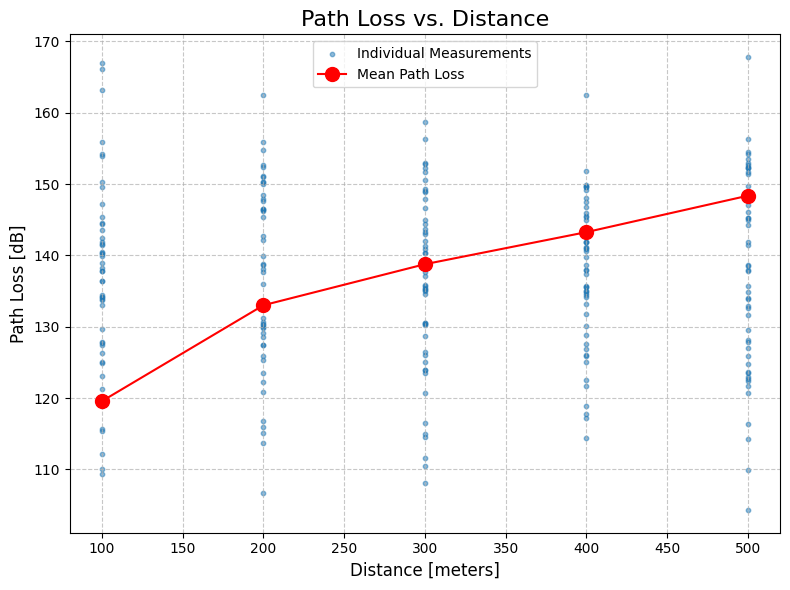 Path Loss vs. Distance
Individual Measurements
Mean Path Loss
Path Loss [dB]
170
160
150
140
130
120
110
100 150 200 250 300 350 400 450 500
Distance [meters]